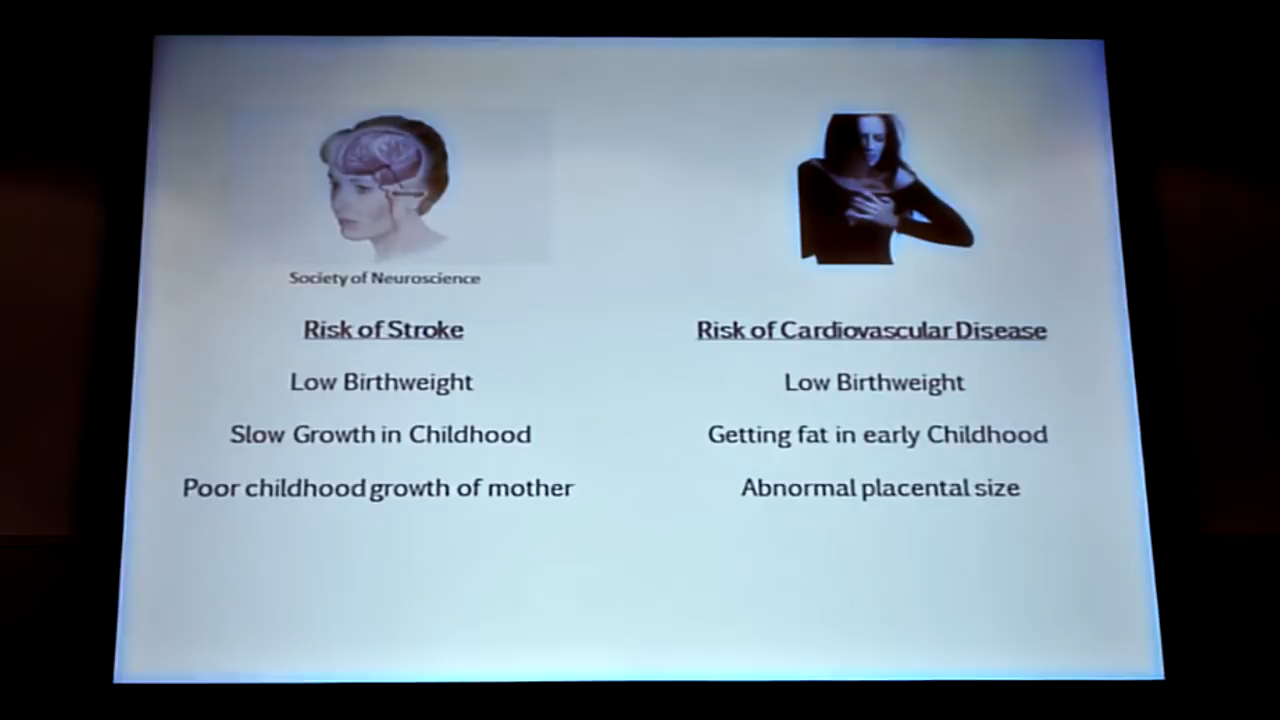 Society of Neuroscience
Risk of Stroke
Low Birthweight
Slow Growth in Childhood
Poor childhood growth of mother
Risk of Cardiovascular Disease
Low Birthweight
Getting fat in early Childhood
Abnormal placental size